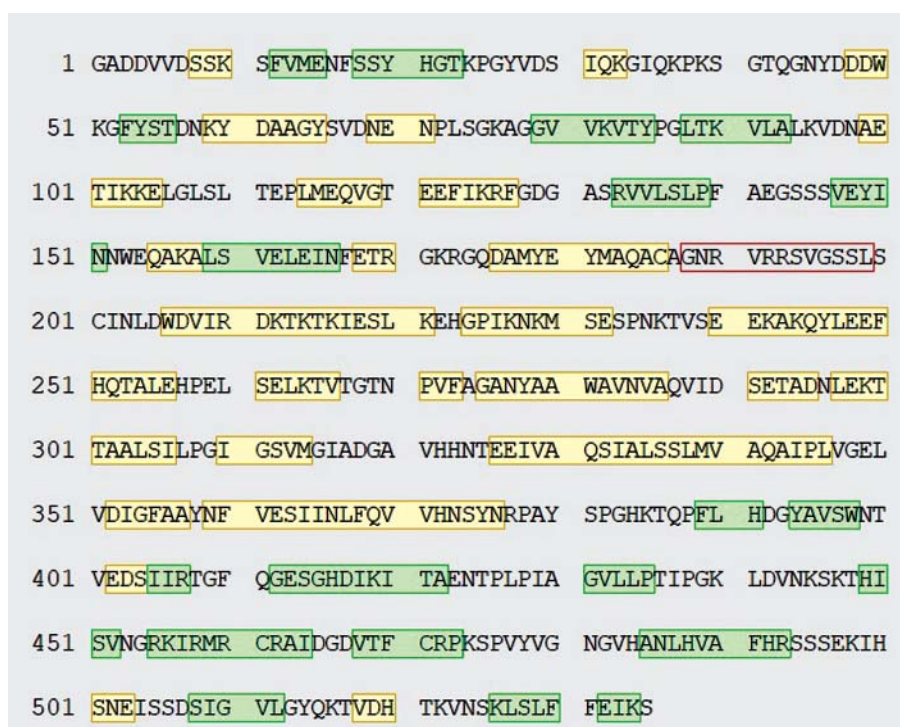 1 GADDVVDSSK SFVMENFSSY HGTKPGYVDS IQKGIQKPKS GTQGNYDDDW
51 KGFYSTDNKY DAAGYSVDNE NPLSGKAGGV VKVTYPGLTK VLALKVDNAE
101 TIKKELGLSL TEPLMEQVGT EEFIKRFGDG ASRVVLSLPF AEGSSSVEYI
151 NNWEQAKALS VELEINFETR GKRGQDAMYE YMAQACAGNR VRRSVGSSLS
201 CINLDWDVIR DKTKTKIESL KEHGPIKNKM SESPNKTVSE EKAKQYLEEF
251 HQTALEHPEL SELKTVTGTN PVFAGANYAA WAVNVAQVID SETADNLEKT
301 TAALSILPGI GSVMGIADGA VHHNTEEIVA QSIALSSLMV AQAIPLVGEL
351 VDIGFAAYNF VESIINLFQV VHNSYNRPAY SPGHKTQPFL HDGYAVSWNT
401 VEDSIIRTGF QGESGHDIKI TAENTPLPIA GVLLPTIPGK LDVNKSKTHI
451 SVNGRKIRMR CRAIDGDVTF CRPKSPVYVG NGVHANLHVA FHRSSSEKIH
501 SNEISSDSIG VLGYQKTVDH TKVNSKLSLF FEIKS